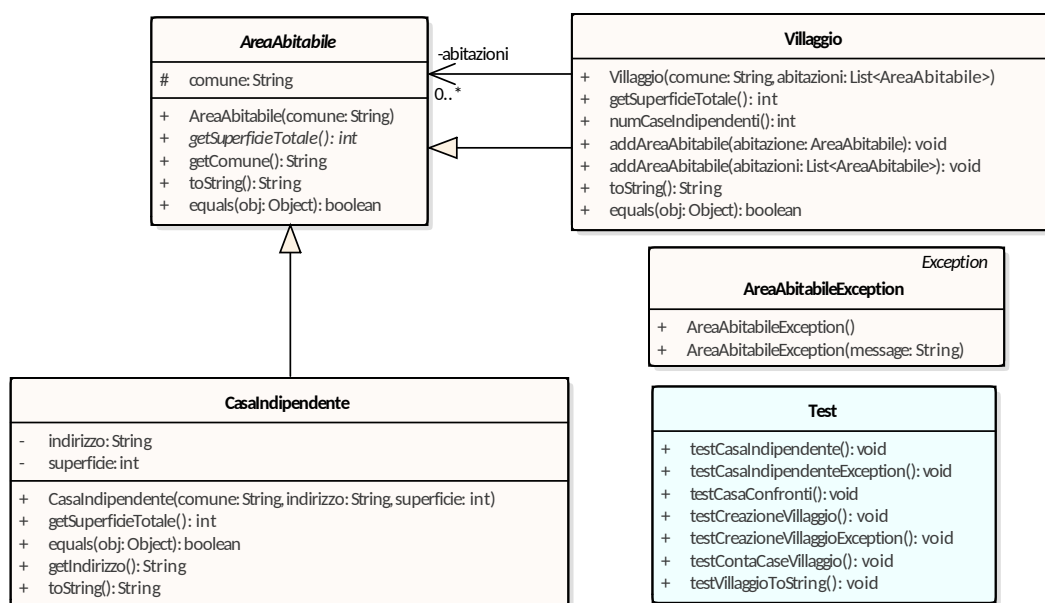 AreaAbitabile
# comune: String
+ AreaAbitabile(comune: String)
+ getSuperficieTotale(): int
+ getComune(): String
+ toString(): String
+ equals(obj: Object): boolean
-abitazioni
0..*
Villaggio
+ Villaggio(comune: String, abitazioni: List<AreaAbitabile>)
+ getSuperficieTotale(): int
+ numCaseIndipendenti(): int
+ addAreaAbitabile(abitazione: AreaAbitabile): void
+ addAreaAbitabile(abitazioni: List<AreaAbitabile>): void
+ toString(): String
+ equals(obj: Object): boolean
Exception
AreaAbitabileException
+ AreaAbitabileException()
+ AreaAbitabileException(message: String)
CasaIndipendente
- indirizzo: String
- superficie: int
+ CasaIndipendente(comune: String, indirizzo: String, superficie: int)
+ getSuperficieTotale(): int
+ equals(obj: Object): boolean
+ getIndirizzo(): String
+ toString(): String
Test
+ testCasaIndipendente(): void
+ testCasaIndipendenteException(): void
+ testCasaConfronti(): void
+ testCreazioneVillaggio(): void
+ testCreazioneVillaggioException(): void
+ testContaCaseVillaggio(): void
+ testVillaggioToString(): void